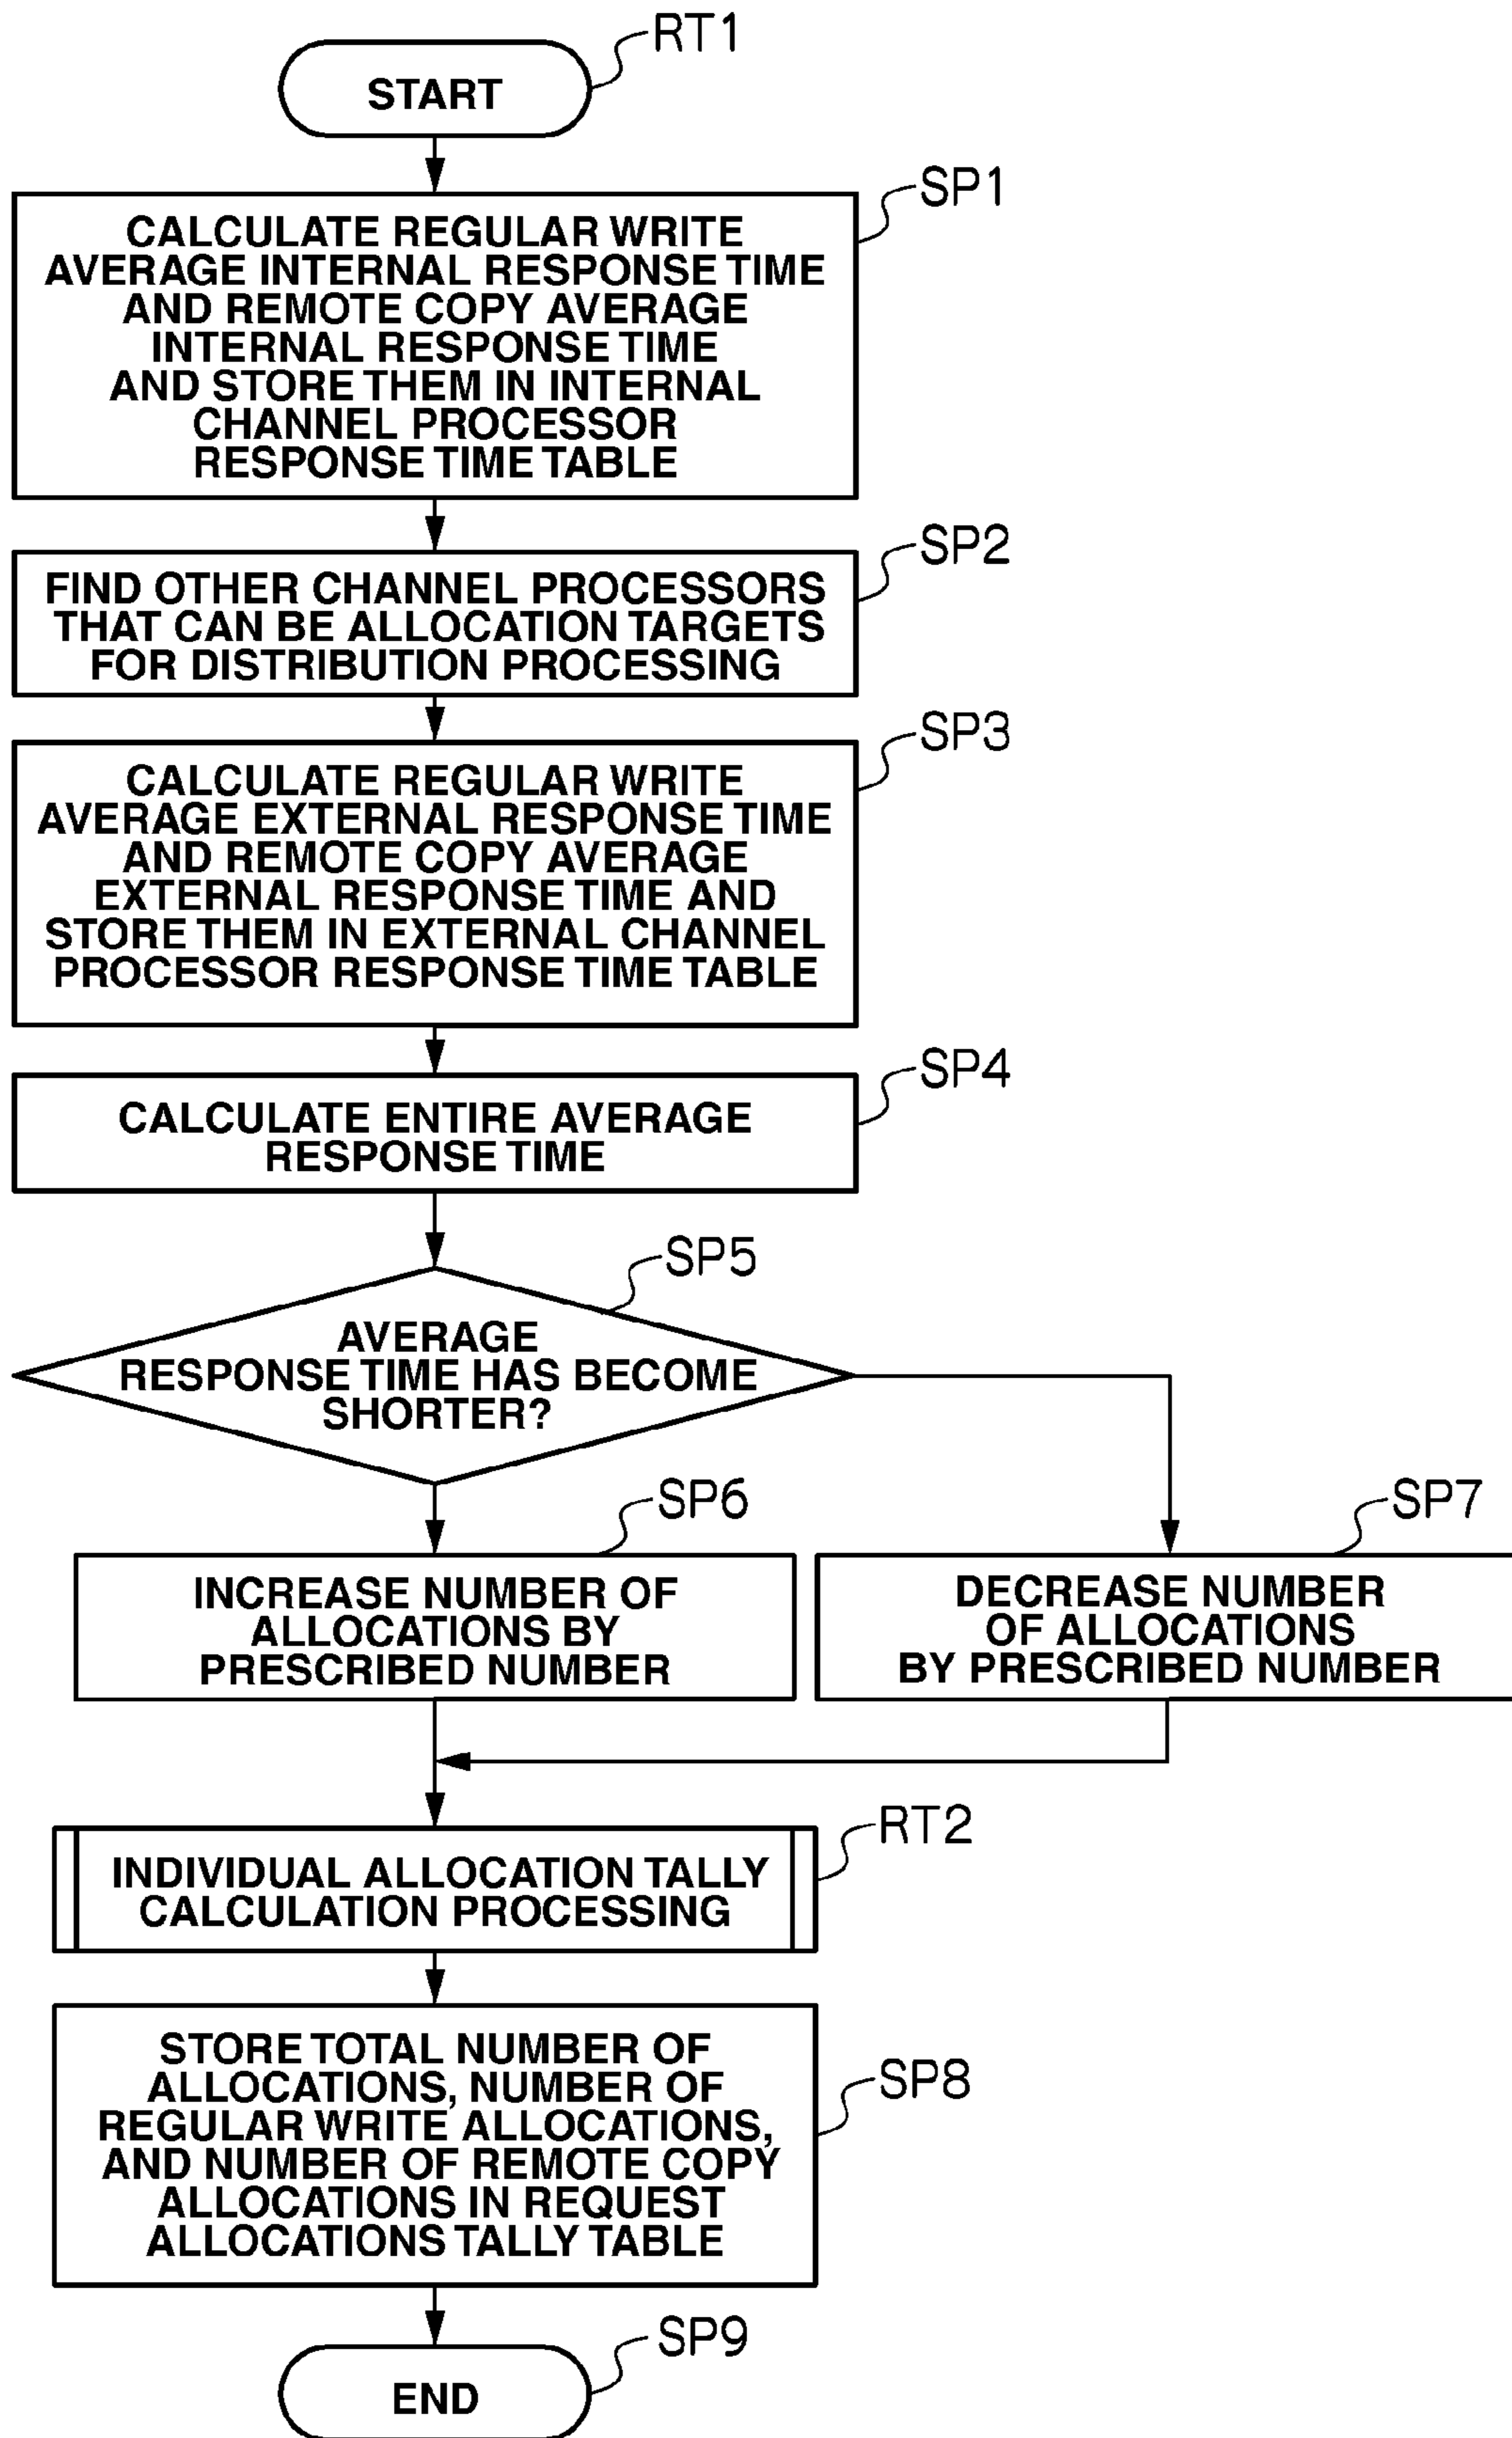 RT1
START
SP1
CALCULATE REGULAR WRITE
AVERAGE INTERNAL RESPONSE TIME
AND REMOTE COPY AVERAGE
INTERNAL RESPONSE TIME
AND STORE THEM IN INTERNAL
CHANNEL PROCESSOR
RESPONSE TIME TABLE
SP2
FIND OTHER CHANNEL PROCESSORS
THAT CAN BE ALLOCATION TARGETS
FOR DISTRIBUTION PROCESSING
SP3
CALCULATE REGULAR WRITE
AVERAGE EXTERNAL RESPONSE TIME
AND REMOTE COPY AVERAGE
EXTERNAL RESPONSE TIME AND
STORE THEM IN EXTERNAL CHANNEL
PROCESSOR RESPONSE TIME TABLE
SP4
CALCULATE ENTIRE AVERAGE
RESPONSE TIME
SP5
AVERAGE
RESPONSE TIME HAS BECOME
SHORTER?
SP6
INCREASE NUMBER OF
ALLOCATIONS BY
PRESCRIBED NUMBER
SP7
DECREASE NUMBER
OF ALLOCATIONS
BY PRESCRIBED NUMBER
RT2
INDIVIDUAL ALLOCATION TALLY
CALCULATION PROCESSING
SP8
STORE TOTAL NUMBER OF
ALLOCATIONS, NUMBER OF
REGULAR WRITE ALLOCATIONS,
AND NUMBER OF REMOTE COPY
ALLOCATIONS IN REQUEST
ALLOCATIONS TALLY TABLE
SP9
END